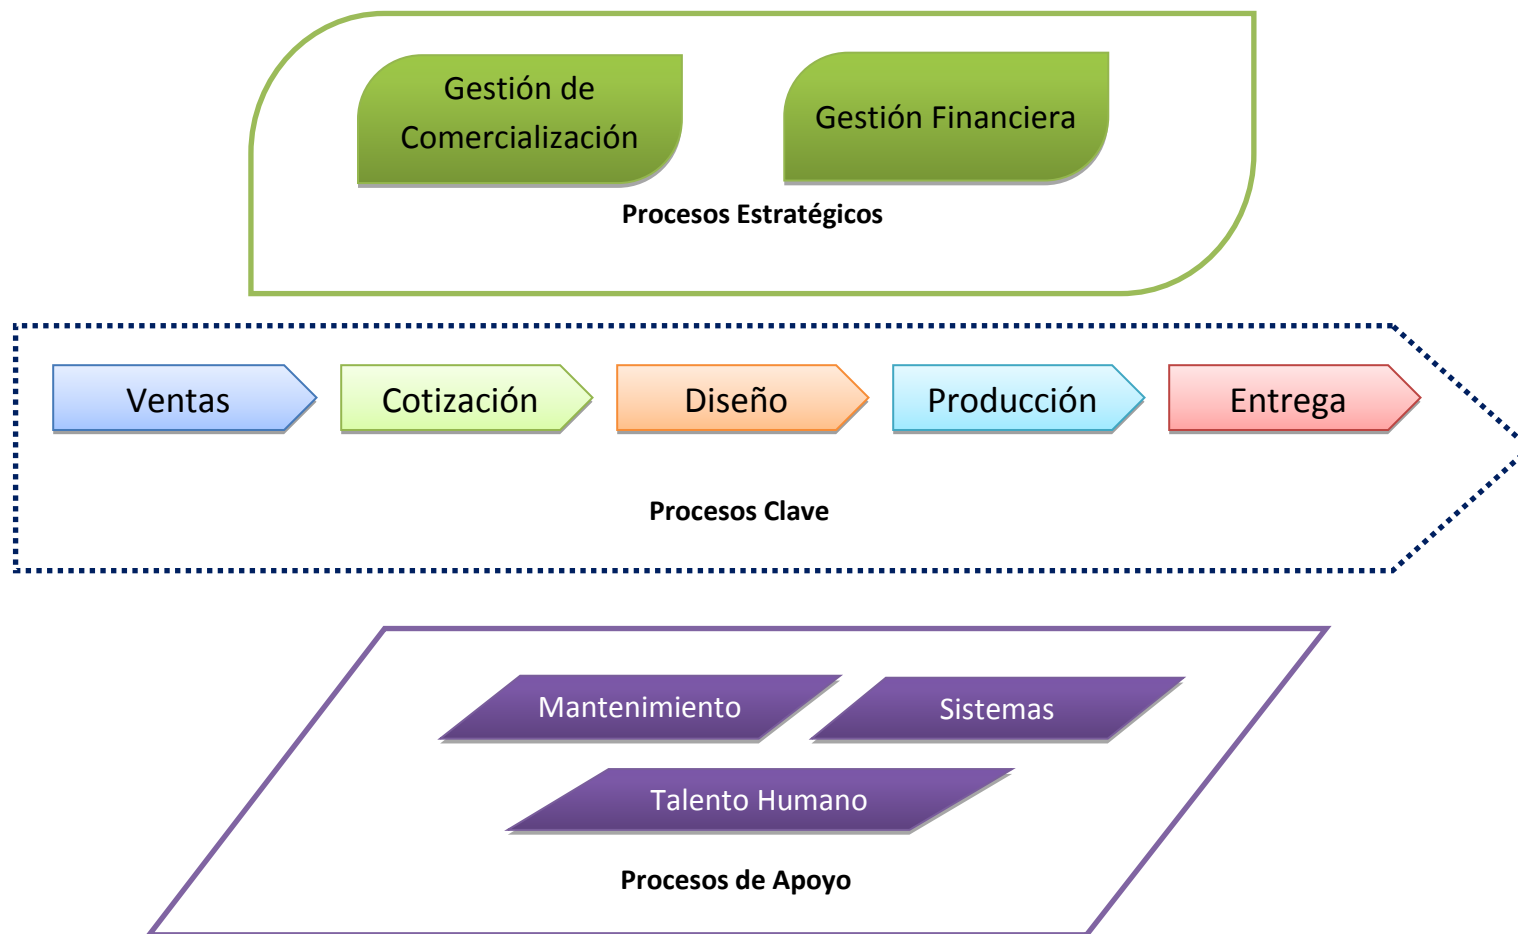 Gestión de
Comercialización
Gestión Financiera
Procesos Estratégicos
Ventas
Cotización
Diseño
Producción
Entrega
Procesos Clave
Mantenimiento
Sistemas
Talento Humano
Procesos de Apoyo